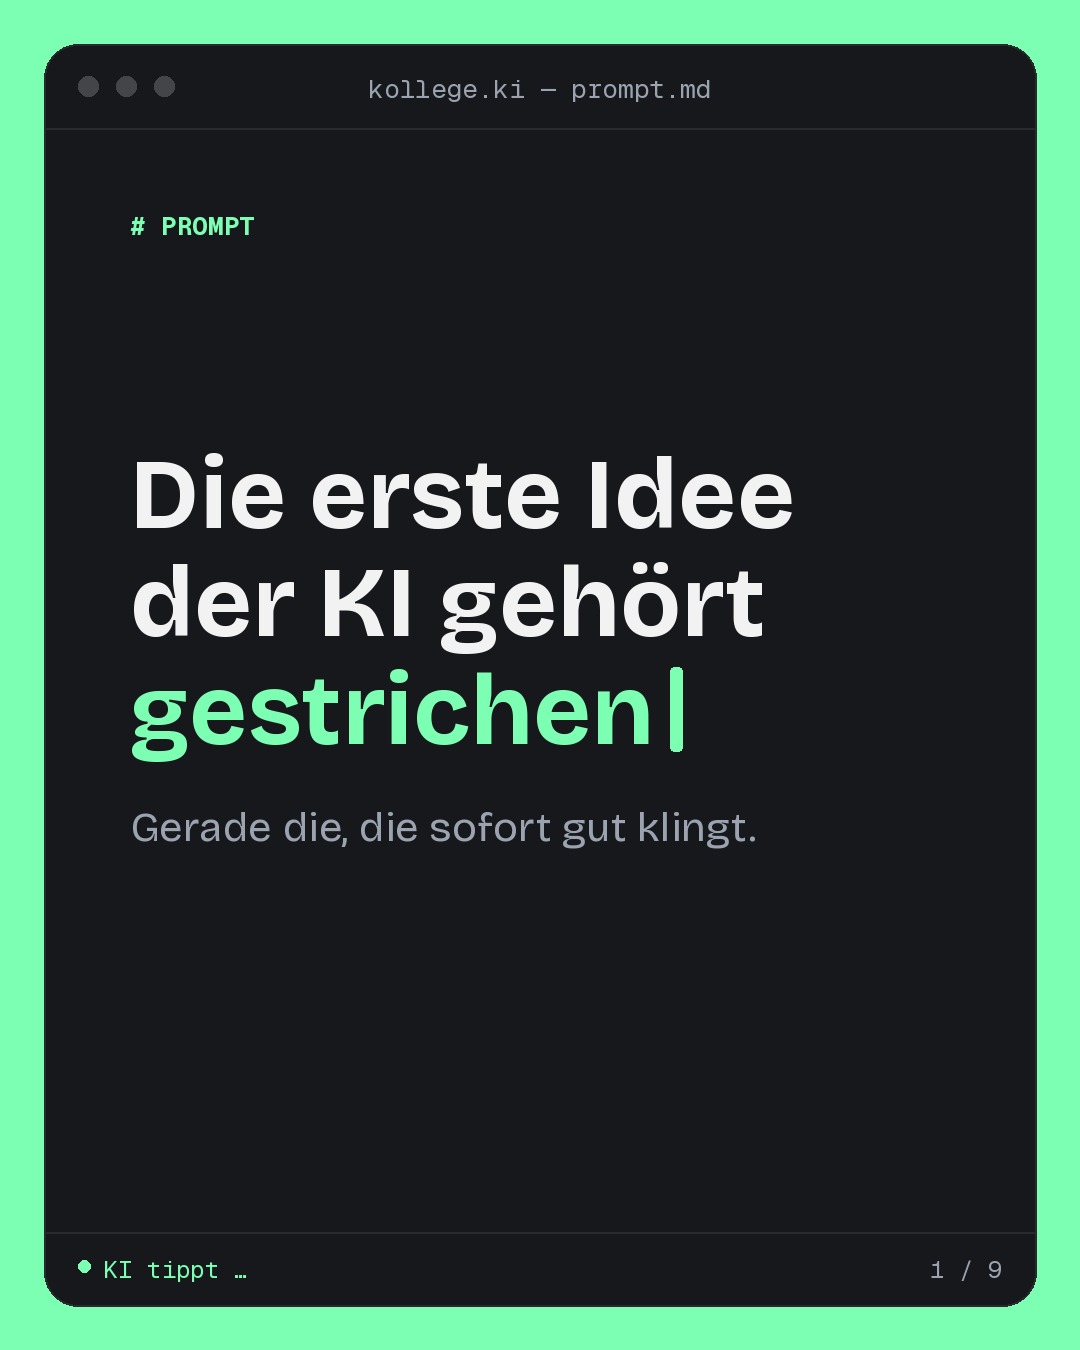 kollege.ki — prompt.md
# PROMPT
Die erste Idee
der KI gehört
gestrichen
Gerade die, die sofort gut klingt.
KI tippt …
1 / 9